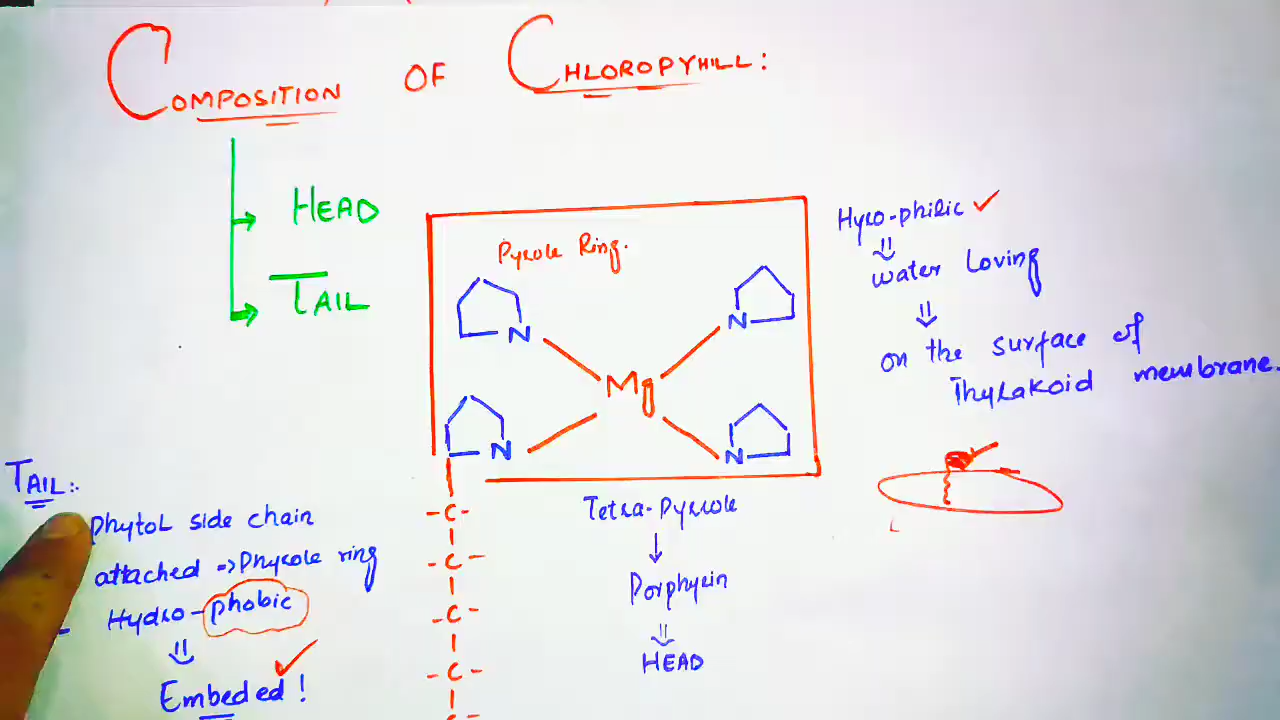 COMPOSITION OF CHLOROPYHILL:
HEAD
TAIL
Pyrole Ring.
N
N
Mg
N
N
Hyro-philic ✓
⇓
water Loving
⇓
on the surface of
Thylakoid membrane.
TAIL:-
phytol side chain
attached => Phyrole ring
- Hydro-phobic
⇓
Embeded!
-C-
-C-
-C-
-C-
-C-
Tetra-Pyrrole
↓
Porphyrin
⇓
HEAD